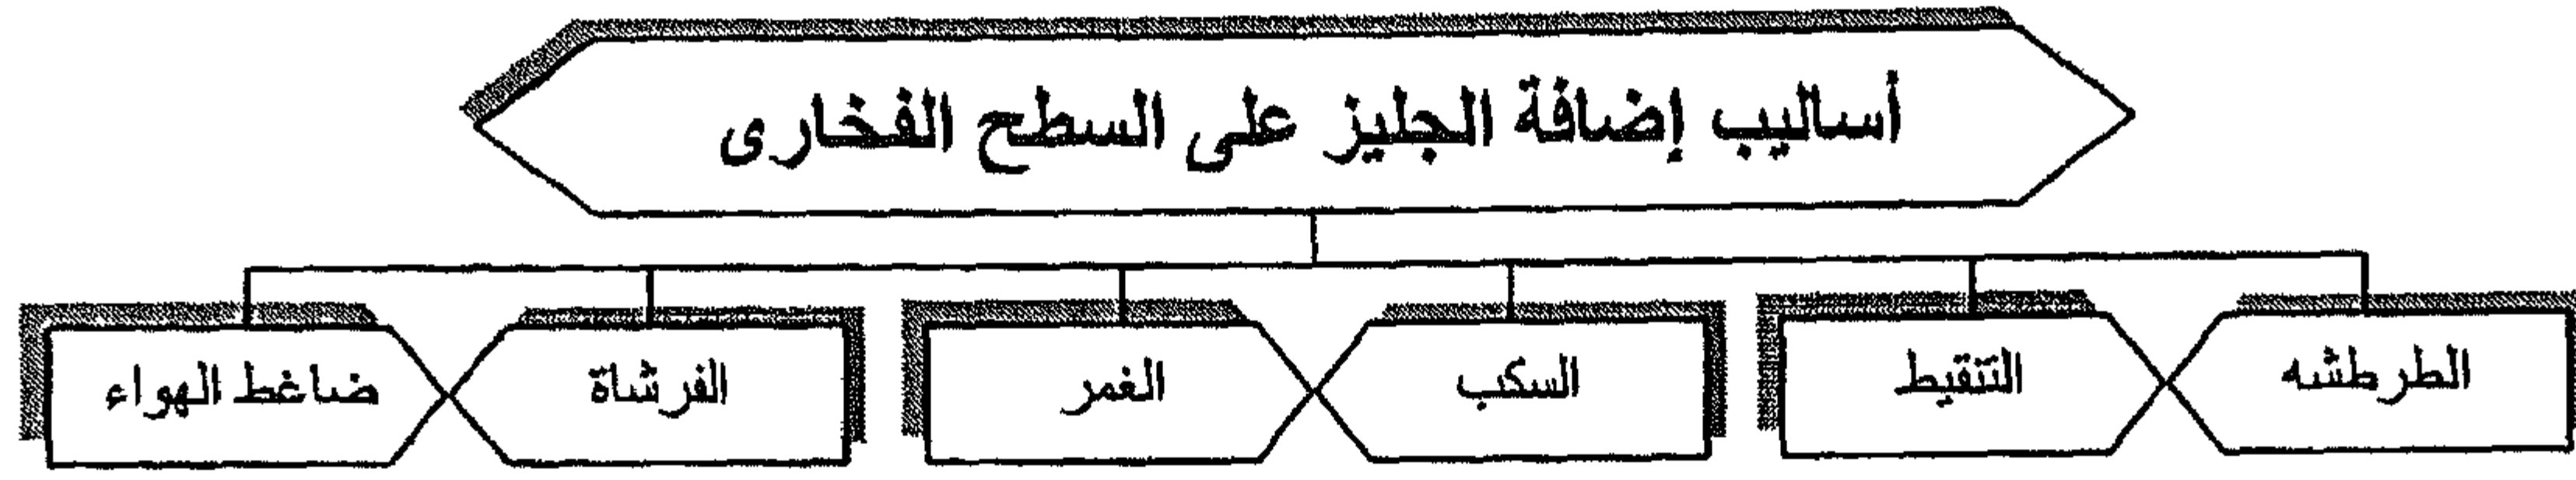 أساليب إضافة الجليز على السطح الفخارى
الطرطشه
التنقيط
السكب
الغمر
الفرشاة
ضاغط الهواء